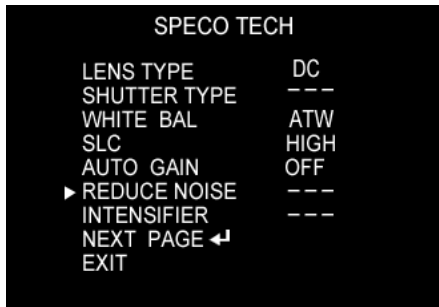 SPECO TECH
LENS TYPE DC
SHUTTER TYPE ---
WHITE BAL ATW
SLC HIGH
AUTO GAIN OFF
► REDUCE NOISE ---
INTENSIFIER ---
NEXT PAGE ↵
EXIT